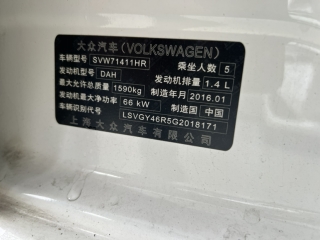 大众汽车(VOLKSWAGEN)
车辆型号 SVW71411HR 乘坐人数 5
发动机型号 DAH 发动机排量 1.4 L
最大允许总质量 1590kg 制造年月 2016.01
发动机最大净功率 66 kW 制造国 中国
车辆识别代号 LSVGY46R5G2018171
上海大众汽车有限公司